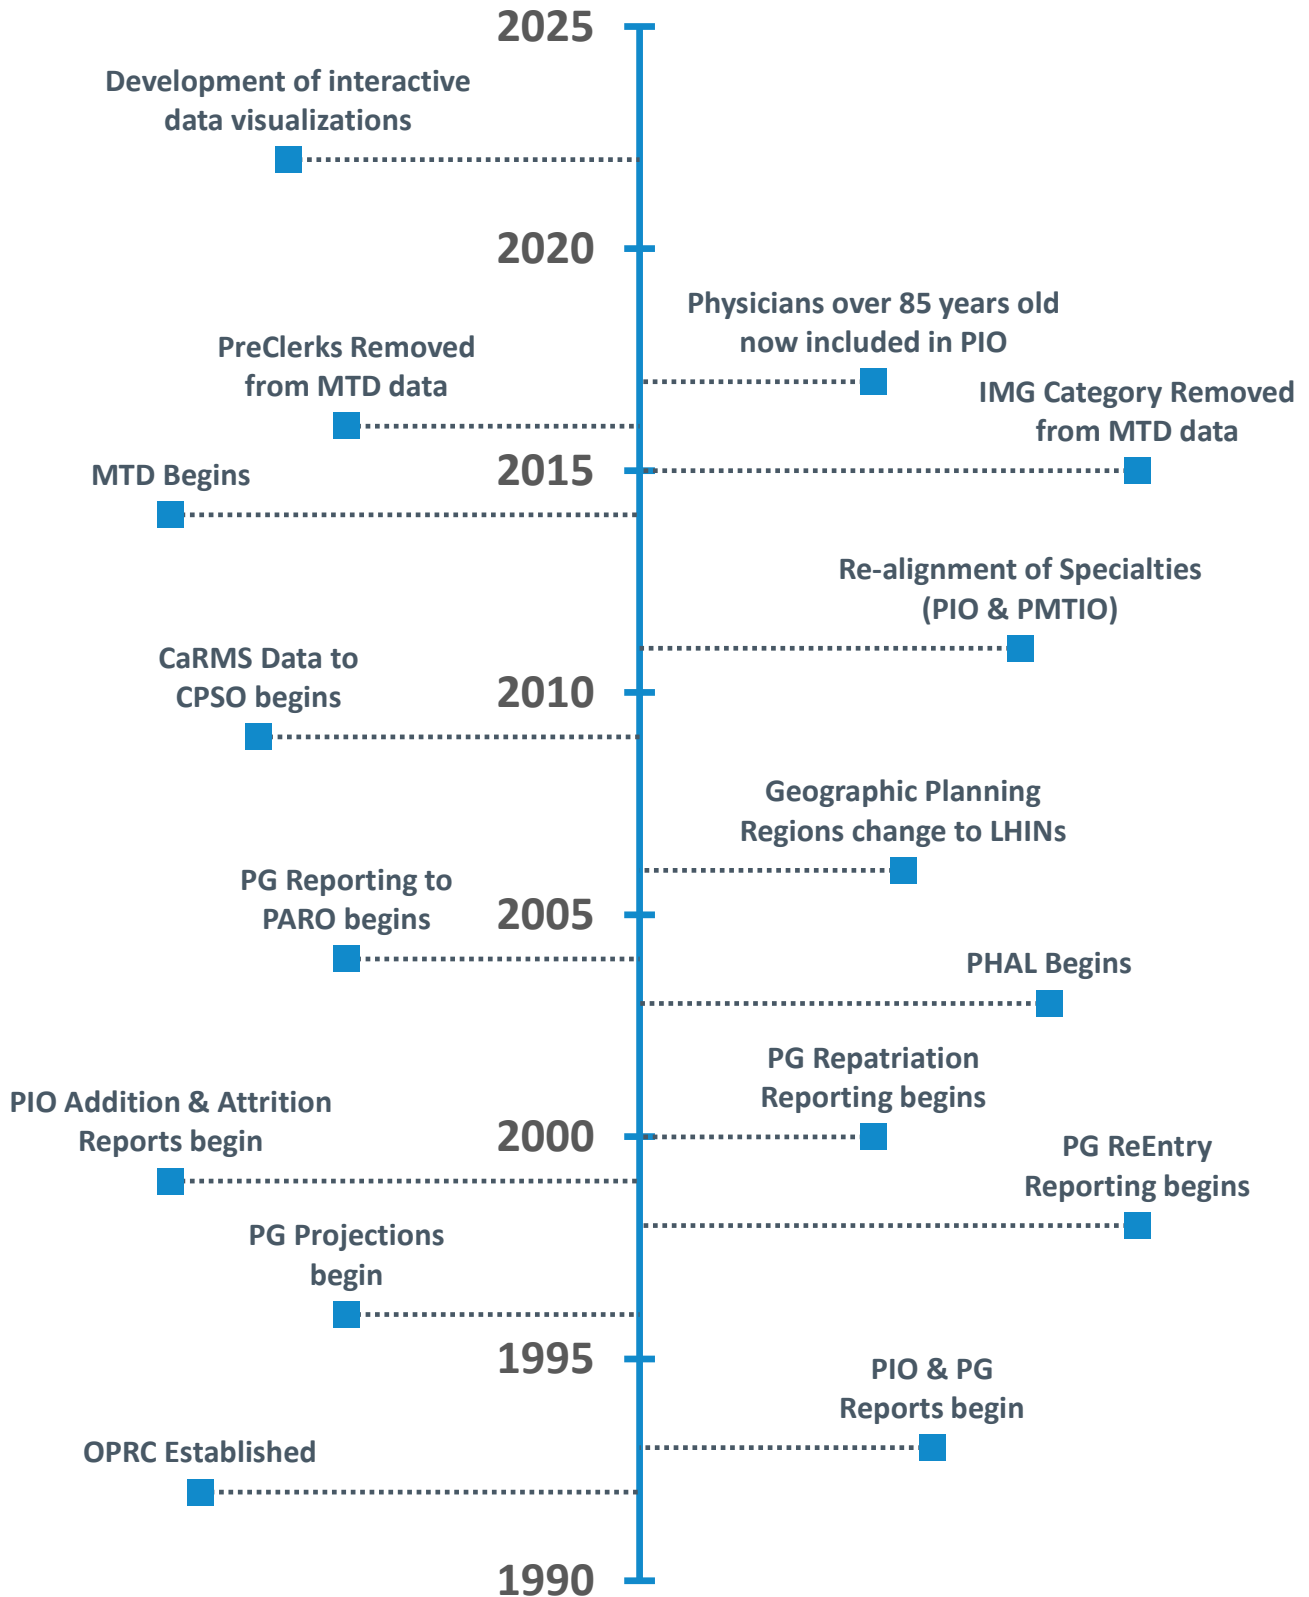 2025
Development of interactive
data visualizations
2020
Physicians over 85 years old
now included in PIO
PreClerks Removed
from MTD data
IMG Category Removed
from MTD data
2015
MTD Begins
Re-alignment of Specialties
(PIO & PMTIO)
CaRMS Data to
CPSO begins
2010
Geographic Planning
Regions change to LHINs
PG Reporting to
PARO begins
2005
PHAL Begins
PG Repatriation
Reporting begins
PIO Addition & Attrition
Reports begin
2000
PG ReEntry
Reporting begins
PG Projections
begin
1995
PIO & PG
Reports begin
OPRC Established
1990